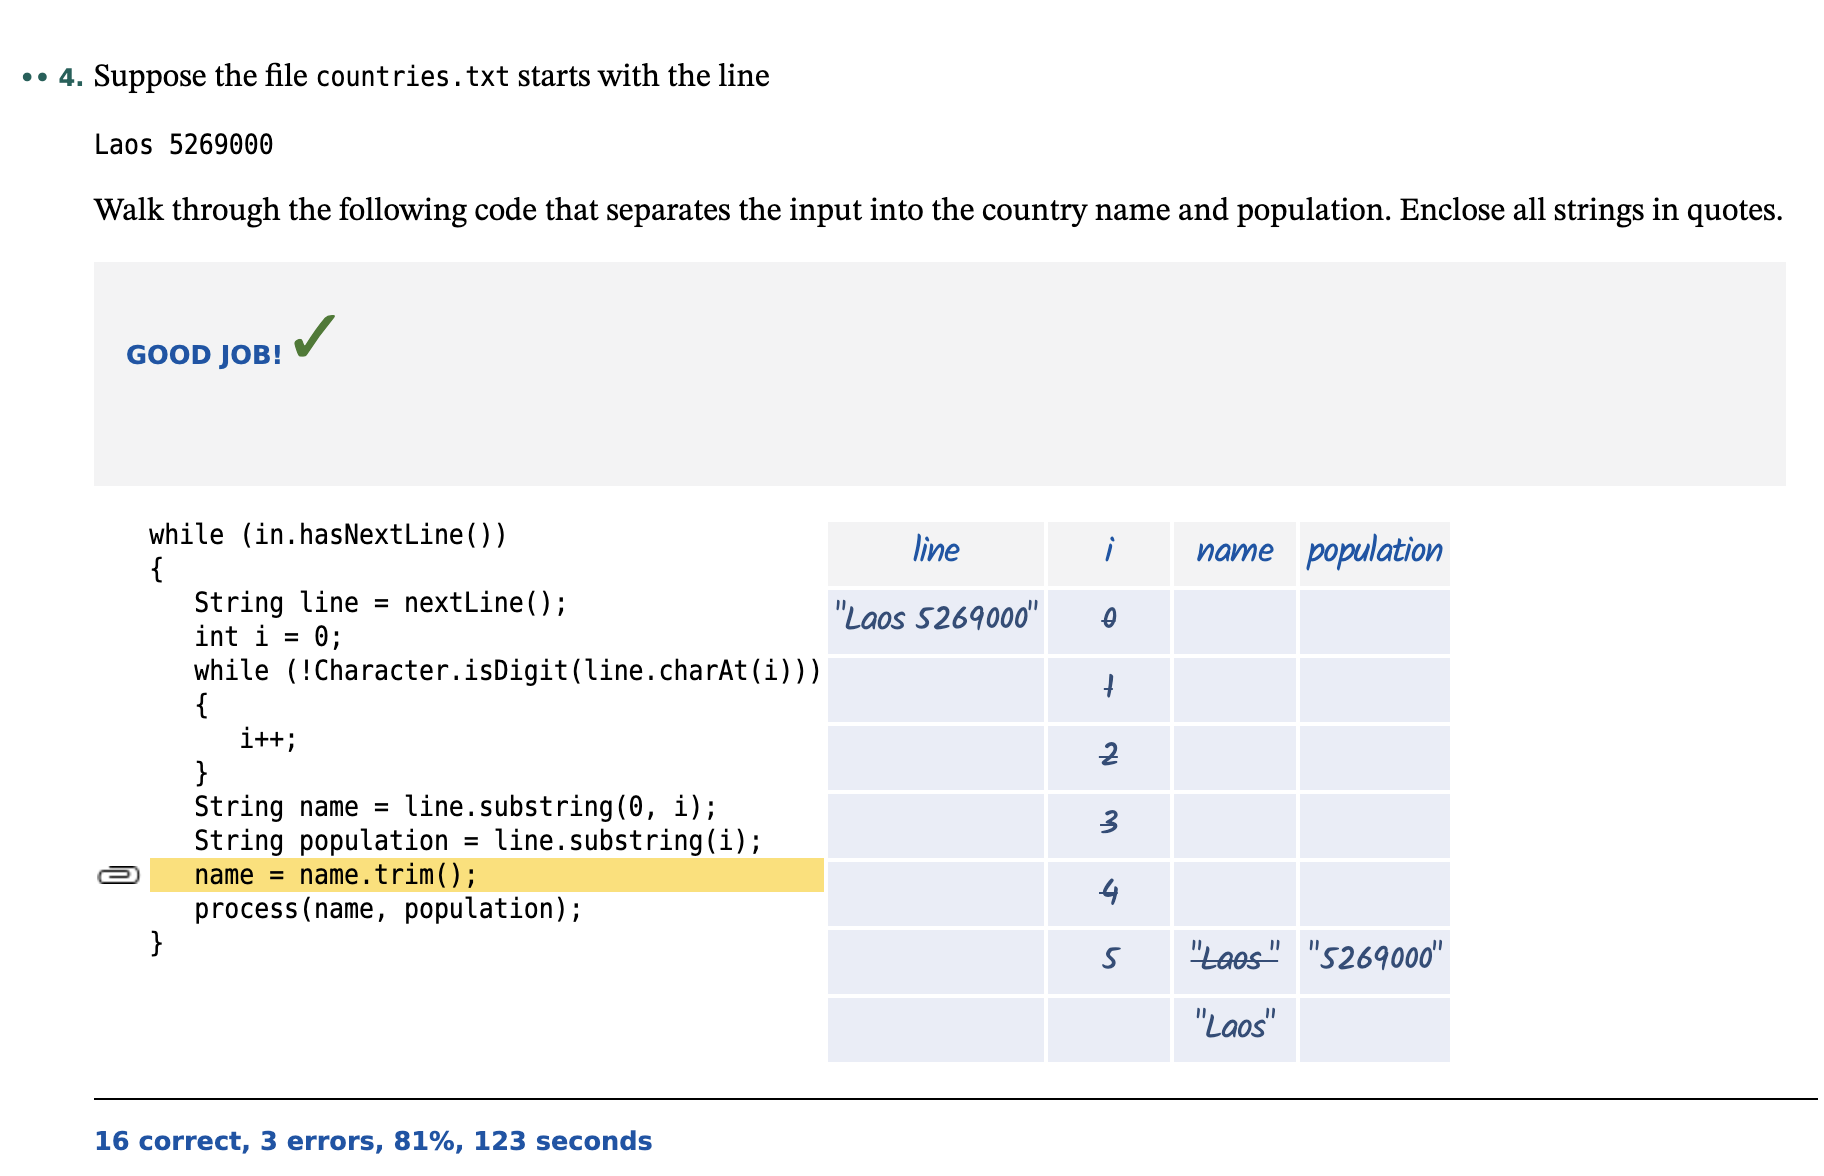 •• 4. Suppose the file countries.txt starts with the line
Laos 5269000
Walk through the following code that separates the input into the country name and population. Enclose all strings in quotes.
GOOD JOB! ✓
while (in.hasNextLine())
{
   String line = nextLine();
   int i = 0;
   while (!Character.isDigit(line.charAt(i)))
   {
      i++;
   }
   String name = line.substring(0, i);
   String population = line.substring(i);
   name = name.trim();
   process(name, population);
}
line i name population
"Laos 5269000" 0
1
2
3
4
5 "Laos " "5269000"
"Laos"
16 correct, 3 errors, 81%, 123 seconds